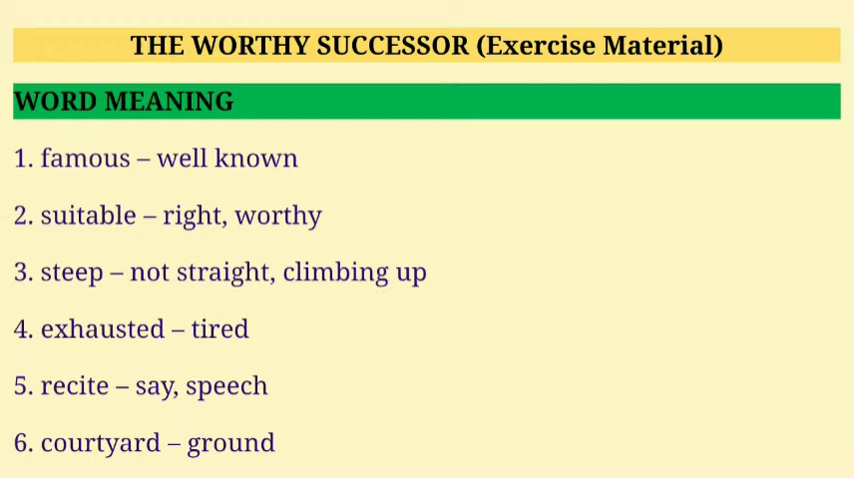 THE WORTHY SUCCESSOR (Exercise Material)
WORD MEANING
1. famous – well known
2. suitable – right, worthy
3. steep – not straight, climbing up
4. exhausted – tired
5. recite – say, speech
6. courtyard – ground